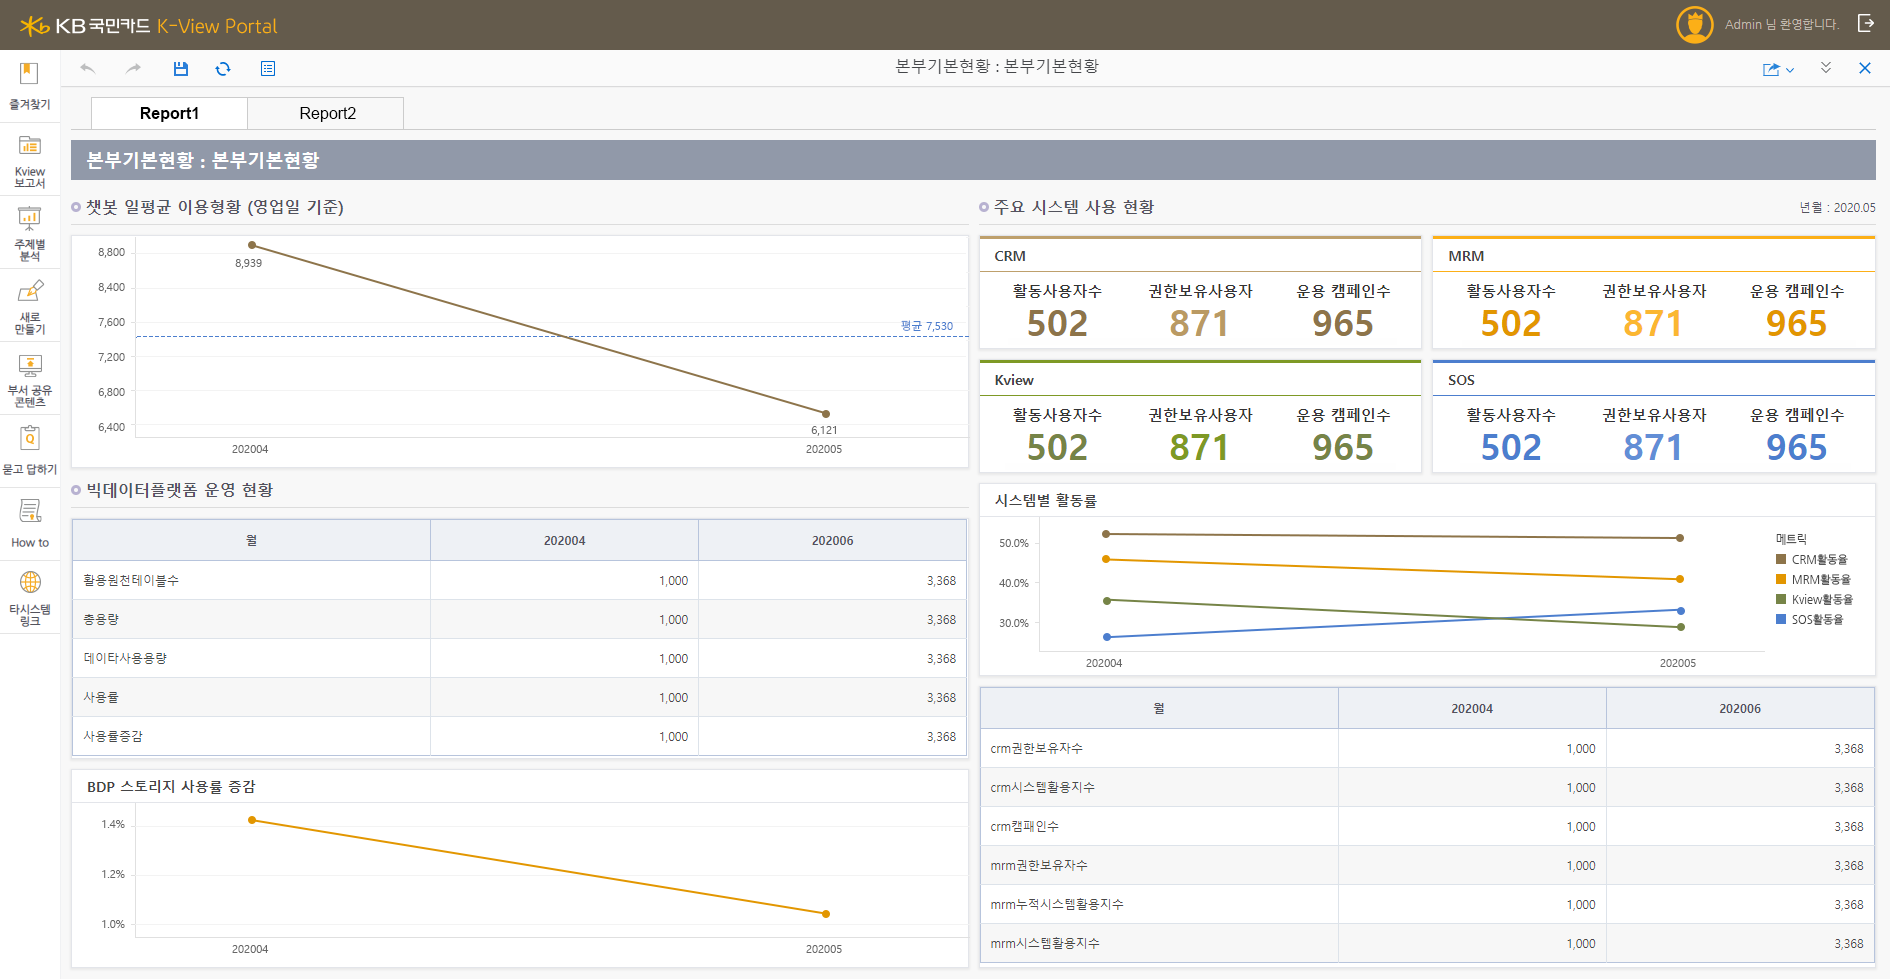 KB국민카드 K-View Portal
Admin 님 환영합니다.
본부기본현황 : 본부기본현황
즐겨찾기
Kview
보고서
주제별
분석
새로
만들기
부서 공유
콘텐츠
Q
묻고 답하기
How to
타시스템
링크
Report1
Report2
본부기본현황 : 본부기본현황
챗봇 일평균 이용형황 (영업일 기준)
8,800
8,400
7,600
7,200
6,800
6,400
8,939
평균 7,530
6,121
202004
202005
빅데이터플랫폼 운영 현황
월 202004 202006
활용원천테이블수 1,000 3,368
총용량 1,000 3,368
데이타사용용량 1,000 3,368
사용률 1,000 3,368
사용률증감 1,000 3,368
BDP 스토리지 사용률 증감
1.4%
1.2%
1.0%
202004
202005
주요 시스템 사용 현황
년월 : 2020.05
CRM
활동사용자수 권한보유사용자 운용 캠페인수
502 871 965
MRM
활동사용자수 권한보유사용자 운용 캠페인수
502 871 965
Kview
활동사용자수 권한보유사용자 운용 캠페인수
502 871 965
SOS
활동사용자수 권한보유사용자 운용 캠페인수
502 871 965
시스템별 활동률
50.0%
40.0%
30.0%
202004
202005
메트릭
CRM활동율
MRM활동율
Kview활동율
SOS활동율
월 202004 202006
crm권한보유자수 1,000 3,368
crm시스템활용지수 1,000 3,368
crm캠패인수 1,000 3,368
mrm권한보유자수 1,000 3,368
mrm누적시스템활용지수 1,000 3,368
mrm시스템활용지수 1,000 3,368